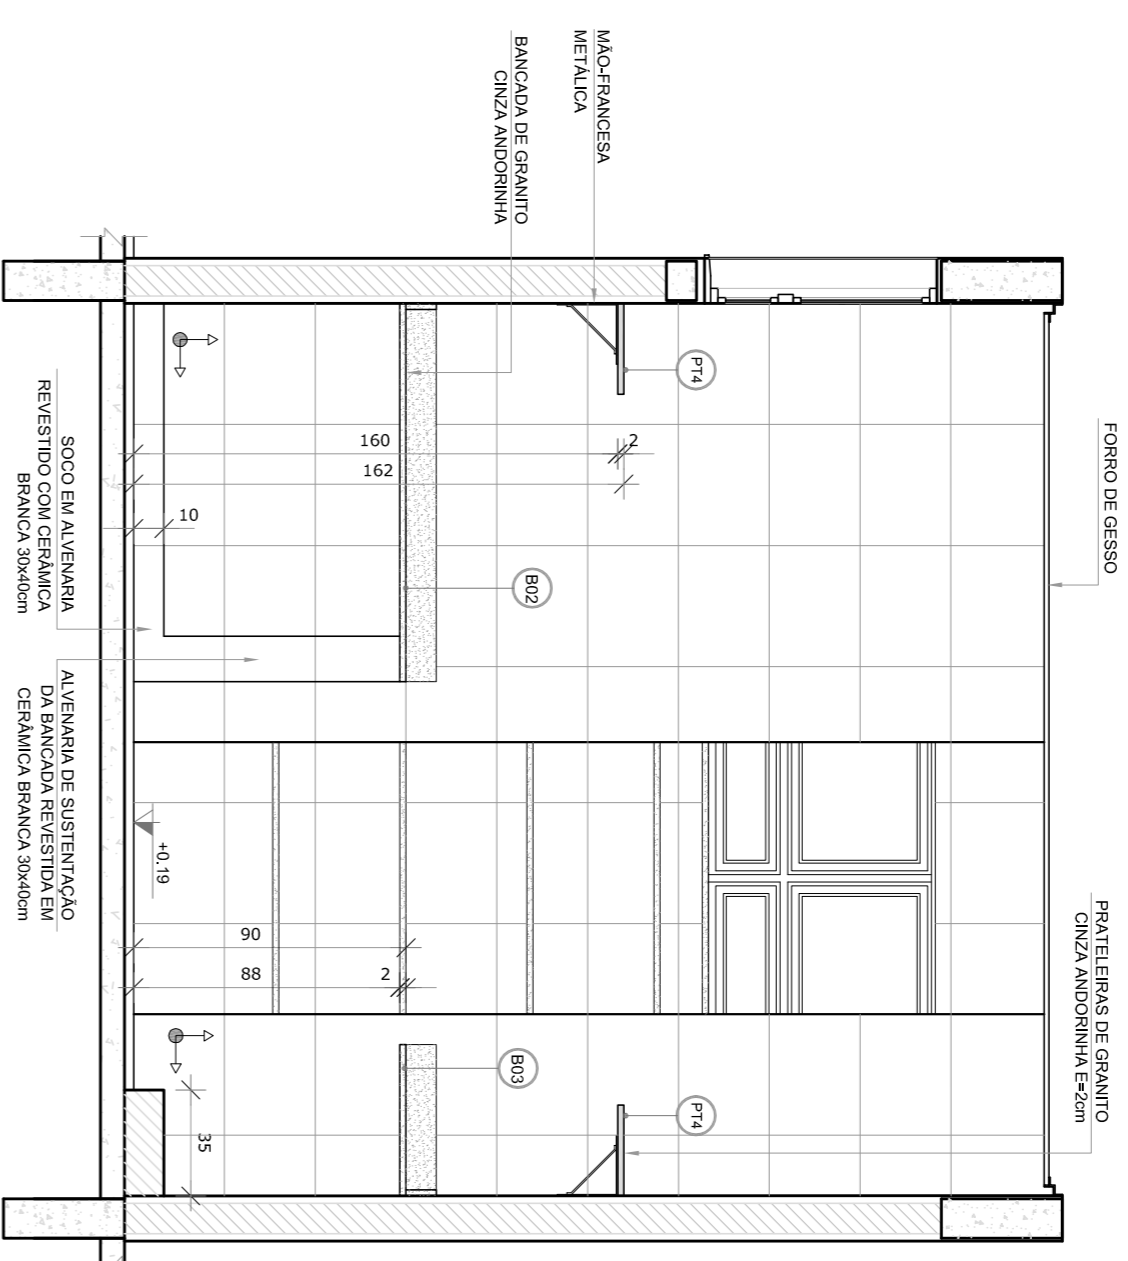 FORRO DE GESSO
PRATELEIRAS DE GRANITO
CINZA ANDORINHA E=2cm
MÃO-FRANCESA
METÁLICA
BANCADA DE GRANITO
CINZA ANDORINHA
PT4
PT4
B02
B03
2
160
162
10
+0.19
90
88
2
35
SOCO EM ALVENARIA
REVESTIDO COM CERÂMICA
BRANCA 30x40cm
ALVENARIA DE SUSTENTAÇÃO
DA BANCADA REVESTIDA EM
CERÂMICA BRANCA 30x40cm